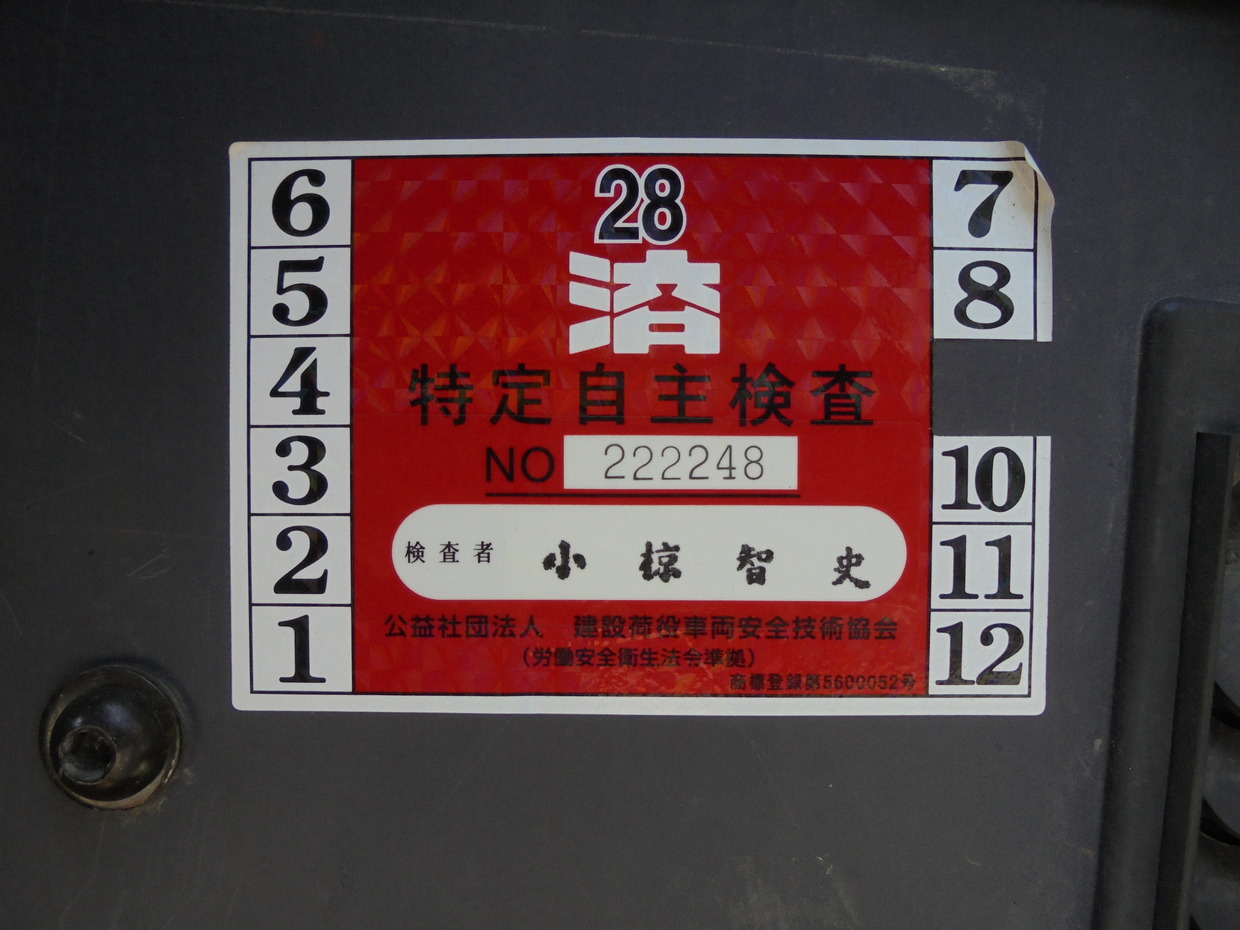 28
済
特定自主検査
NO 222248
検査者 小椋智史
公益社団法人 建設荷役車両安全技術協会
(労働安全衛生法令準拠)
商標登録第5600052号
6
5
4
3
2
1
7
8
10
11
12